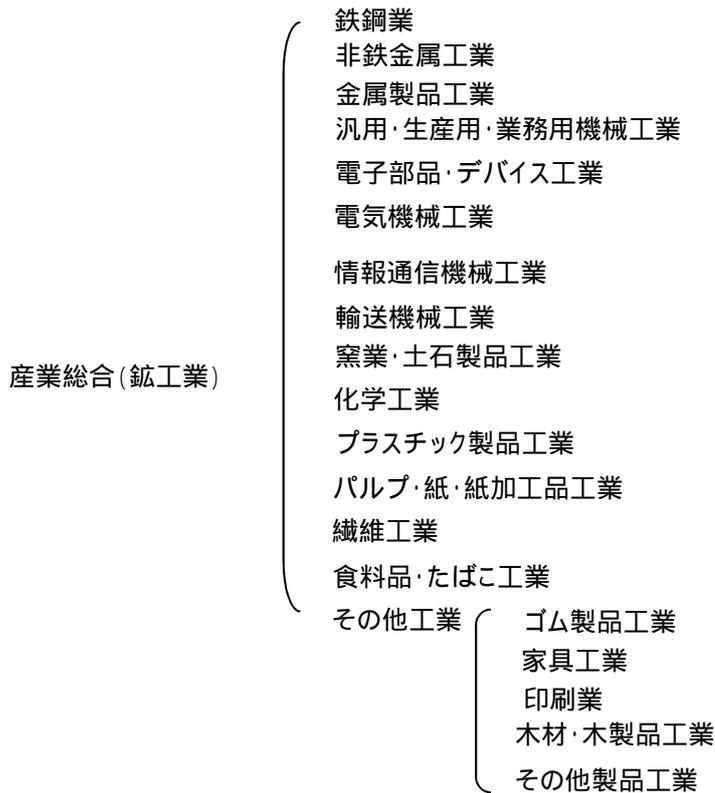 鉄鋼業
非鉄金属工業
金属製品工業
汎用・生産用・業務用機械工業
電子部品・デバイス工業
電気機械工業
情報通信機械工業
輸送機械工業
窯業・土石製品工業
産業総合(鉱工業)
化学工業
プラスチック製品工業
パルプ・紙・紙加工品工業
繊維工業
食料品・たばこ工業
その他工業
ゴム製品工業
家具工業
印刷業
木材・木製品工業
その他製品工業